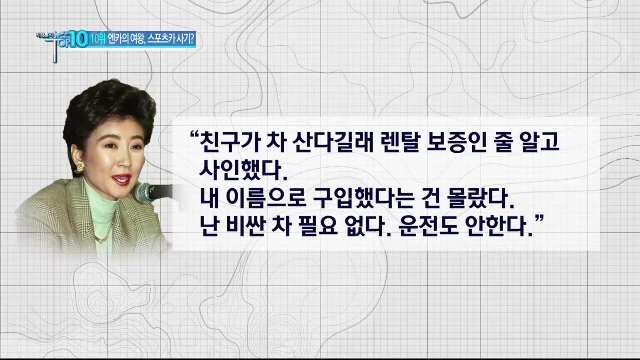 10 10위 엔카의 여왕, 스포츠카 사기?
“친구가 차 산다길래 렌탈 보증인 줄 알고
사인했다.
내 이름으로 구입했다는 건 몰랐다.
난 비싼 차 필요 없다. 운전도 안한다.”